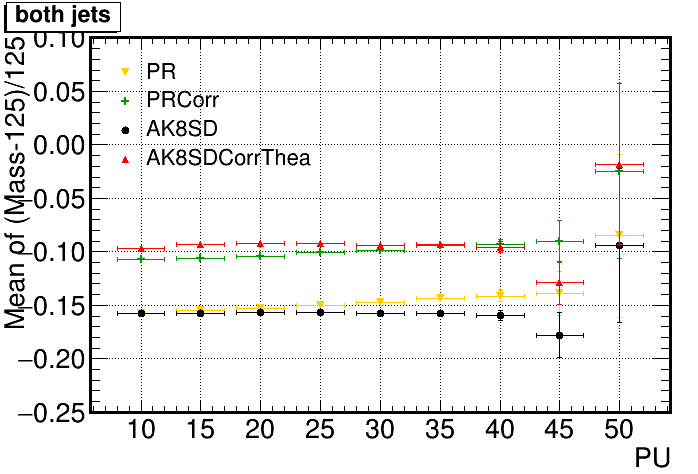 both jets
Mean of (Mass-125)/125
0.10
0.05
0.00
−0.05
−0.10
−0.15
−0.20
−0.25
PR
PRCorr
AK8SD
AK8SDCorrThea
10 15 20 25 30 35 40 45 50
PU